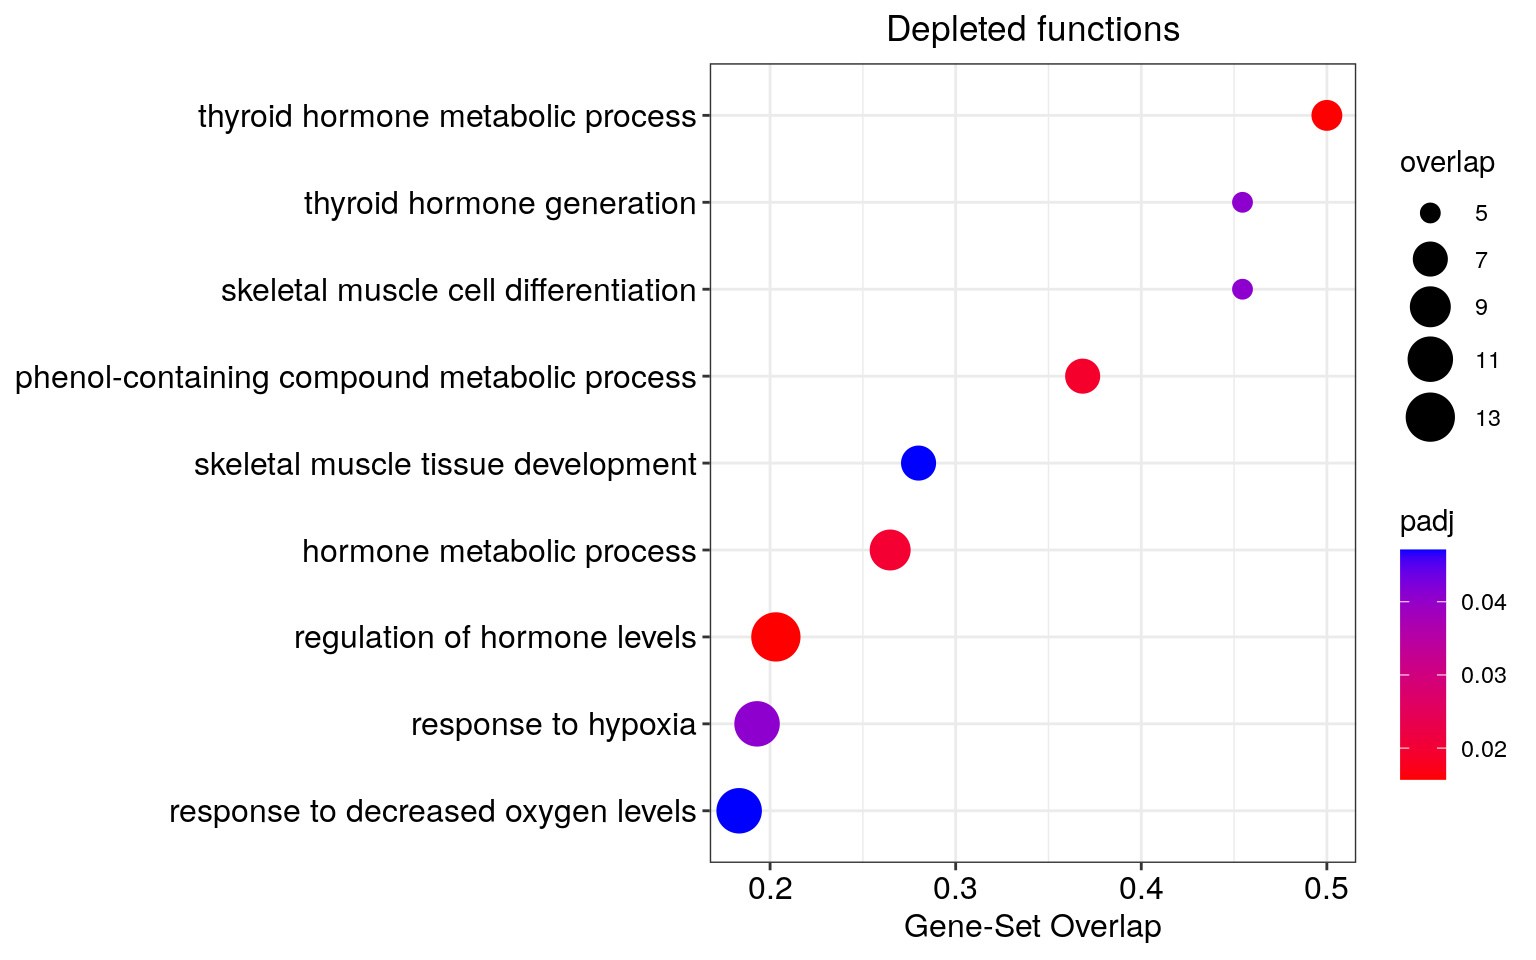 Depleted functions
thyroid hormone metabolic process
thyroid hormone generation
skeletal muscle cell differentiation
phenol-containing compound metabolic process
skeletal muscle tissue development
hormone metabolic process
regulation of hormone levels
response to hypoxia
response to decreased oxygen levels
0.2 0.3 0.4 0.5
Gene-Set Overlap
overlap
5
7
9
11
13
padj
0.04
0.03
0.02